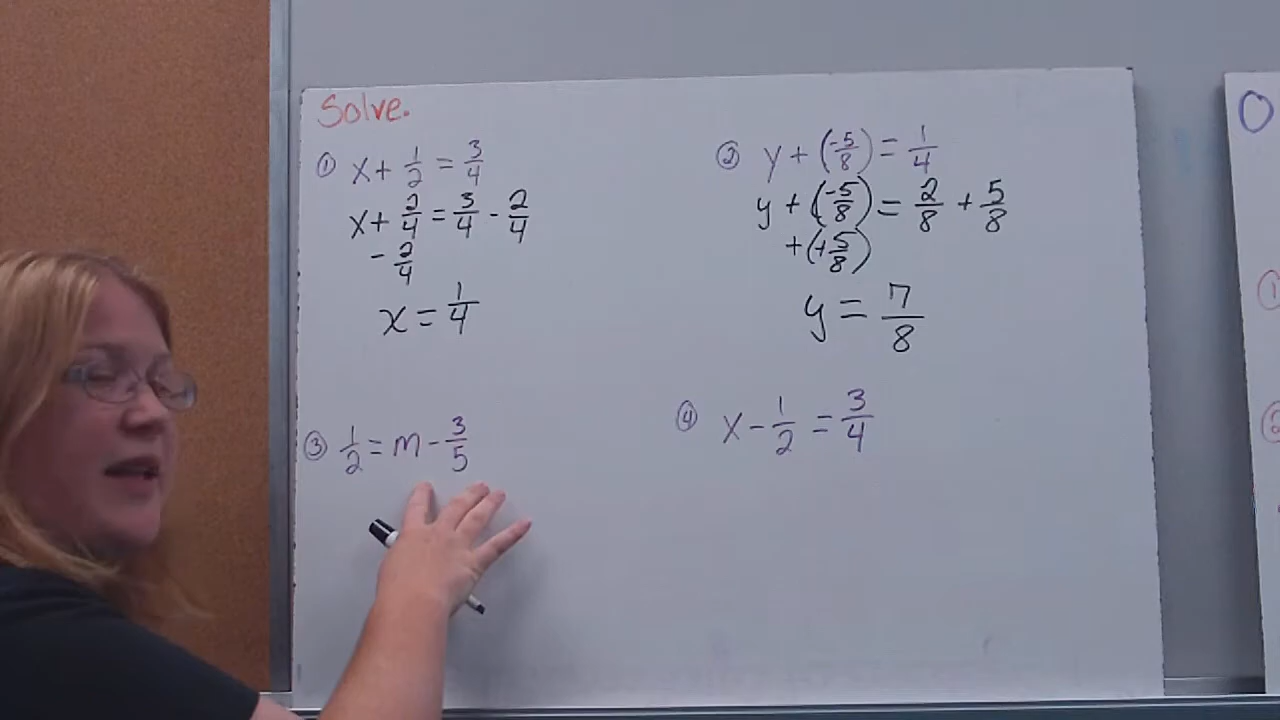 Solve.
① x + 1/2 = 3/4
x + 2/4 = 3/4 - 2/4
- 2/4
x = 1/4
② y + (-5/8) = 1/4
y + (-5/8) = 2/8 + 5/8
+ (+5/8)
y = 7/8
③ 1/2 = m - 3/5
④ x - 1/2 = 3/4
O
①
②